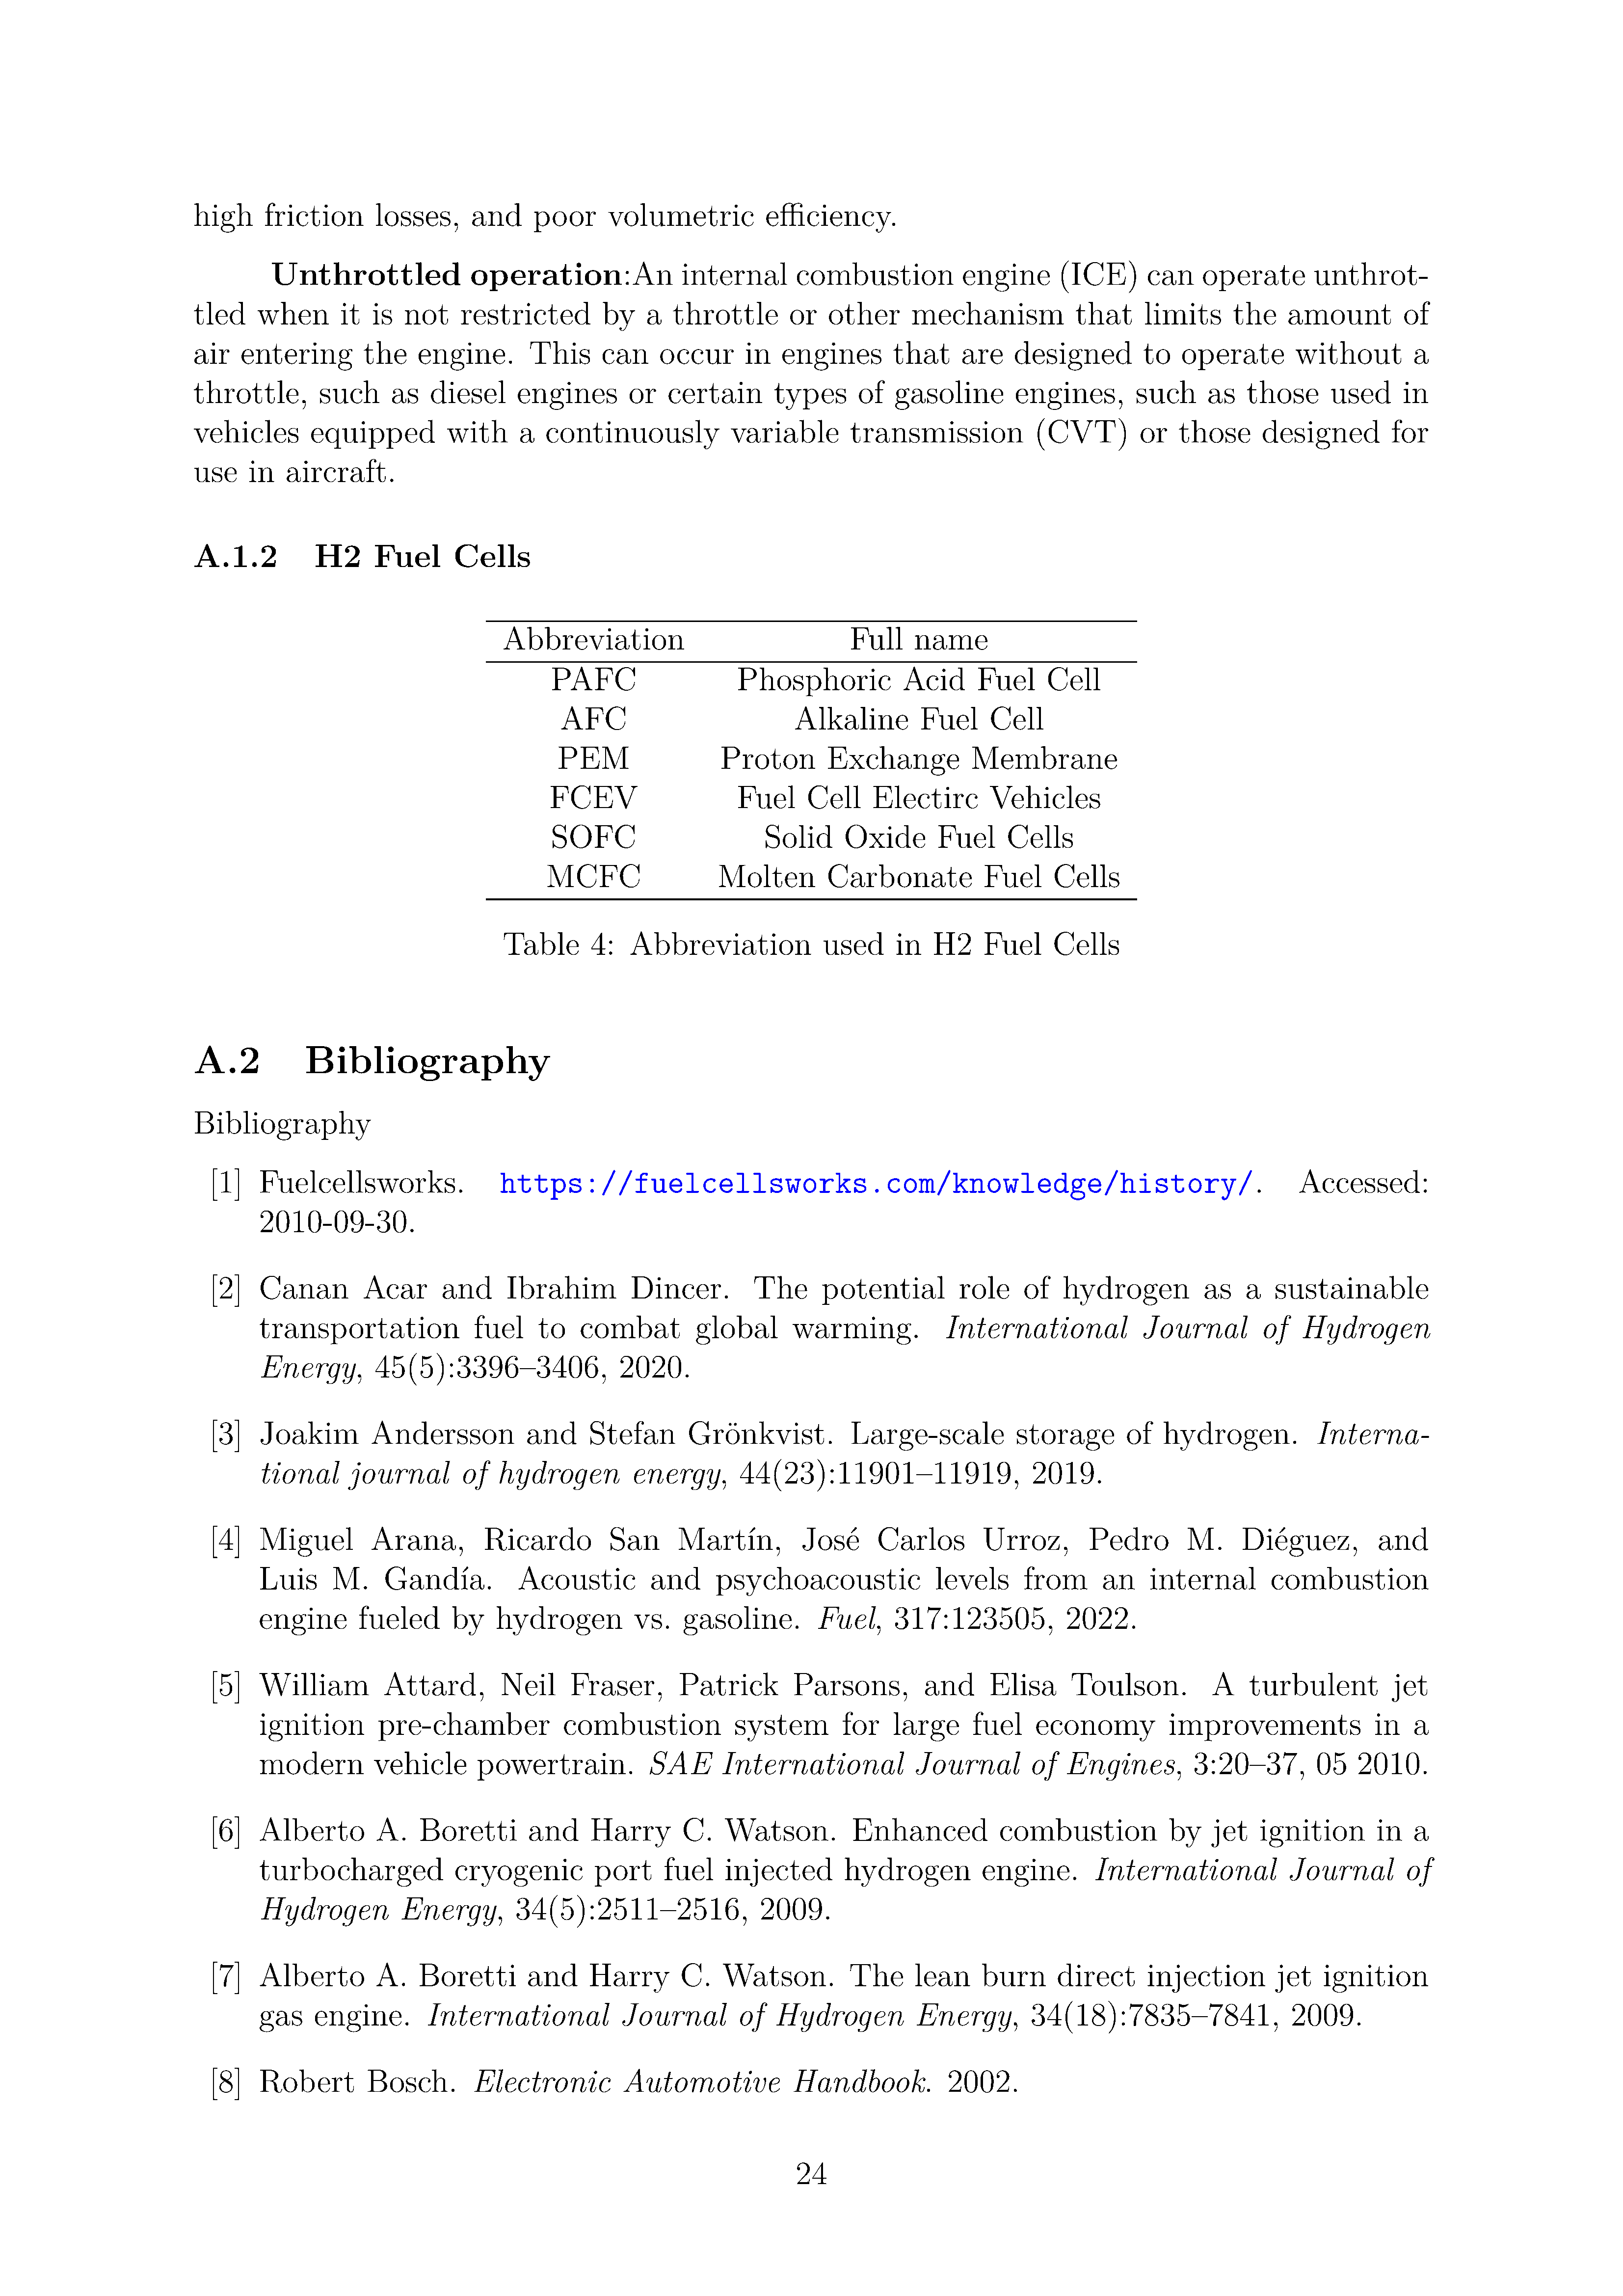 high friction losses, and poor volumetric efficiency.
Unthrottled operation:An internal combustion engine (ICE) can operate unthrot-
tled when it is not restricted by a throttle or other mechanism that limits the amount of
air entering the engine. This can occur in engines that are designed to operate without a
throttle, such as diesel engines or certain types of gasoline engines, such as those used in
vehicles equipped with a continuously variable transmission (CVT) or those designed for
use in aircraft.
A.1.2 H2 Fuel Cells
Abbreviation Full name
PAFC Phosphoric Acid Fuel Cell
AFC Alkaline Fuel Cell
PEM Proton Exchange Membrane
FCEV Fuel Cell Electirc Vehicles
SOFC Solid Oxide Fuel Cells
MCFC Molten Carbonate Fuel Cells
Table 4: Abbreviation used in H2 Fuel Cells
A.2 Bibliography
Bibliography
[1] Fuelcellsworks. https://fuelcellsworks.com/knowledge/history/. Accessed:
2010-09-30.
[2] Canan Acar and Ibrahim Dincer. The potential role of hydrogen as a sustainable
transportation fuel to combat global warming. International Journal of Hydrogen
Energy, 45(5):3396–3406, 2020.
[3] Joakim Andersson and Stefan Grönkvist. Large-scale storage of hydrogen. Interna-
tional journal of hydrogen energy, 44(23):11901–11919, 2019.
[4] Miguel Arana, Ricardo San Martín, José Carlos Urroz, Pedro M. Diéguez, and
Luis M. Gandía. Acoustic and psychoacoustic levels from an internal combustion
engine fueled by hydrogen vs. gasoline. Fuel, 317:123505, 2022.
[5] William Attard, Neil Fraser, Patrick Parsons, and Elisa Toulson. A turbulent jet
ignition pre-chamber combustion system for large fuel economy improvements in a
modern vehicle powertrain. SAE International Journal of Engines, 3:20–37, 05 2010.
[6] Alberto A. Boretti and Harry C. Watson. Enhanced combustion by jet ignition in a
turbocharged cryogenic port fuel injected hydrogen engine. International Journal of
Hydrogen Energy, 34(5):2511–2516, 2009.
[7] Alberto A. Boretti and Harry C. Watson. The lean burn direct injection jet ignition
gas engine. International Journal of Hydrogen Energy, 34(18):7835–7841, 2009.
[8] Robert Bosch. Electronic Automotive Handbook. 2002.
24